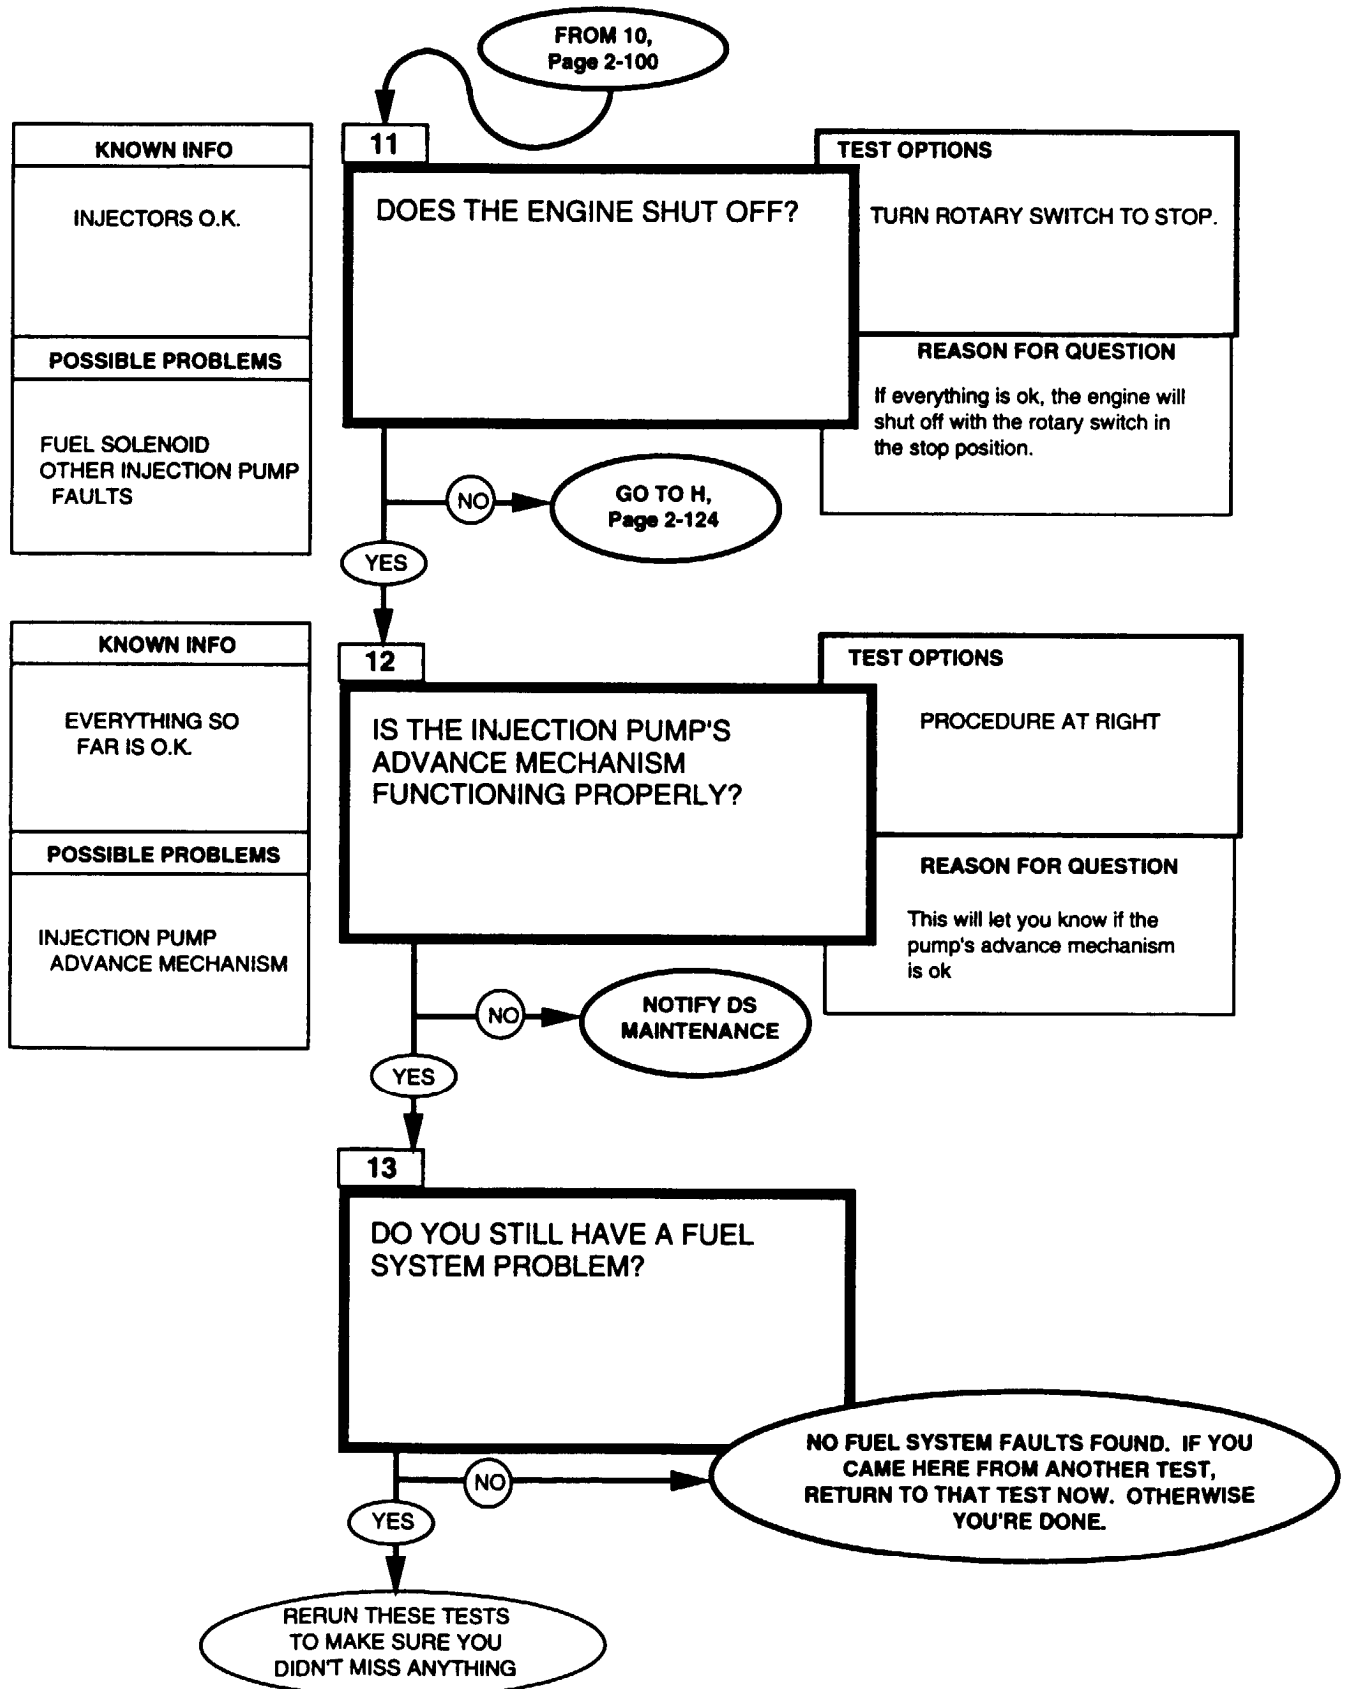 FROM 10,
Page 2-100
11
KNOWN INFO
INJECTORS O.K.
POSSIBLE PROBLEMS
FUEL SOLENOID
OTHER INJECTION PUMP
FAULTS
DOES THE ENGINE SHUT OFF?
TEST OPTIONS
TURN ROTARY SWITCH TO STOP.
REASON FOR QUESTION
If everything is ok, the engine will
shut off with the rotary switch in
the stop position.
NO
GO TO H,
Page 2-124
YES
12
KNOWN INFO
EVERYTHING SO
FAR IS O.K.
POSSIBLE PROBLEMS
INJECTION PUMP
ADVANCE MECHANISM
IS THE INJECTION PUMP'S
ADVANCE MECHANISM
FUNCTIONING PROPERLY?
TEST OPTIONS
PROCEDURE AT RIGHT
REASON FOR QUESTION
This will let you know if the
pump's advance mechanism
is ok
NO
NOTIFY DS
MAINTENANCE
YES
13
DO YOU STILL HAVE A FUEL
SYSTEM PROBLEM?
NO
NO FUEL SYSTEM FAULTS FOUND. IF YOU
CAME HERE FROM ANOTHER TEST,
RETURN TO THAT TEST NOW. OTHERWISE
YOU'RE DONE.
YES
RERUN THESE TESTS
TO MAKE SURE YOU
DIDN'T MISS ANYTHING